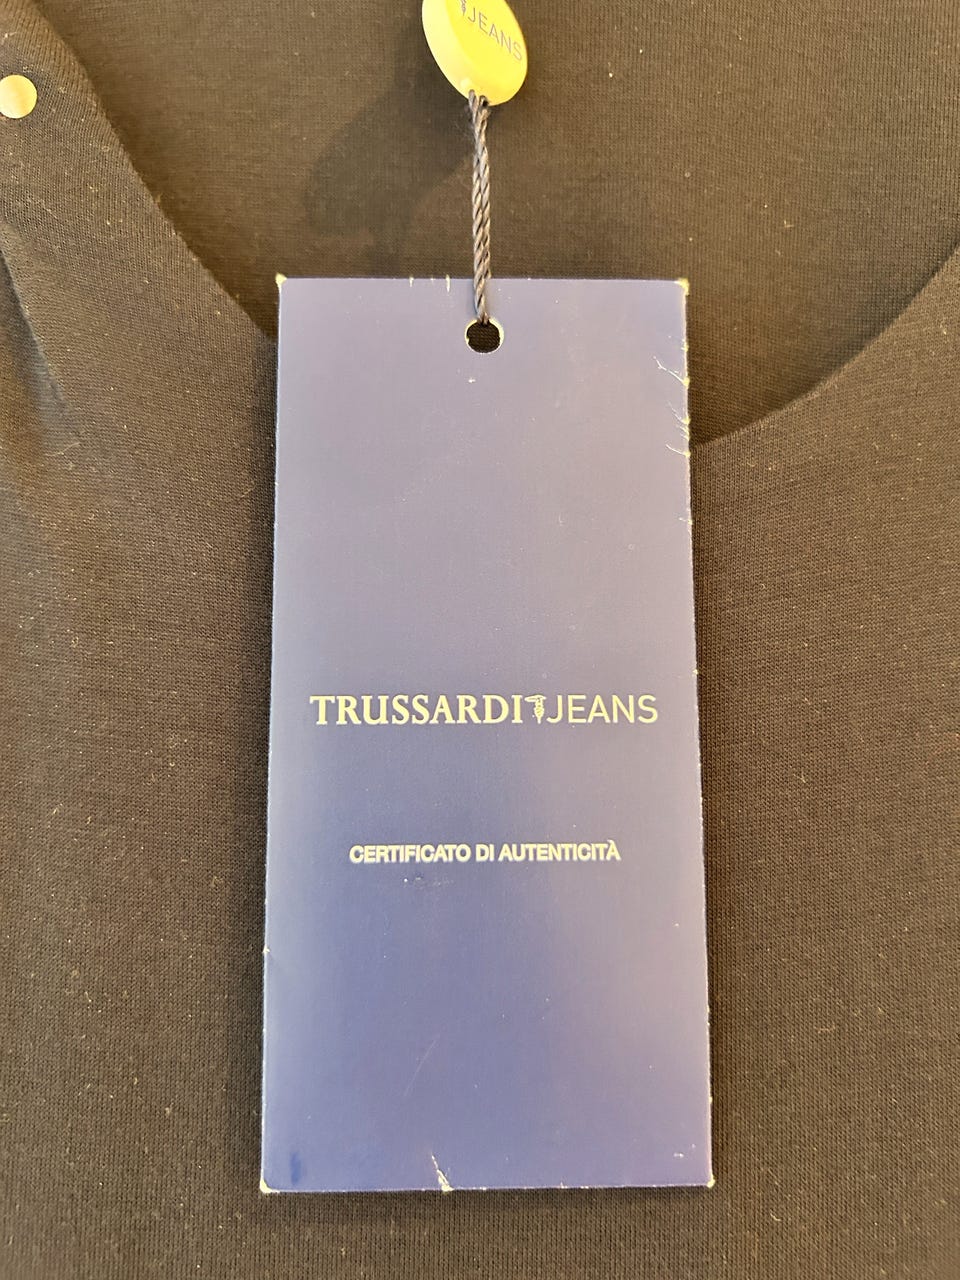 JEANS
TRUSSARDI JEANS
CERTIFICATO DI AUTENTICITÀ